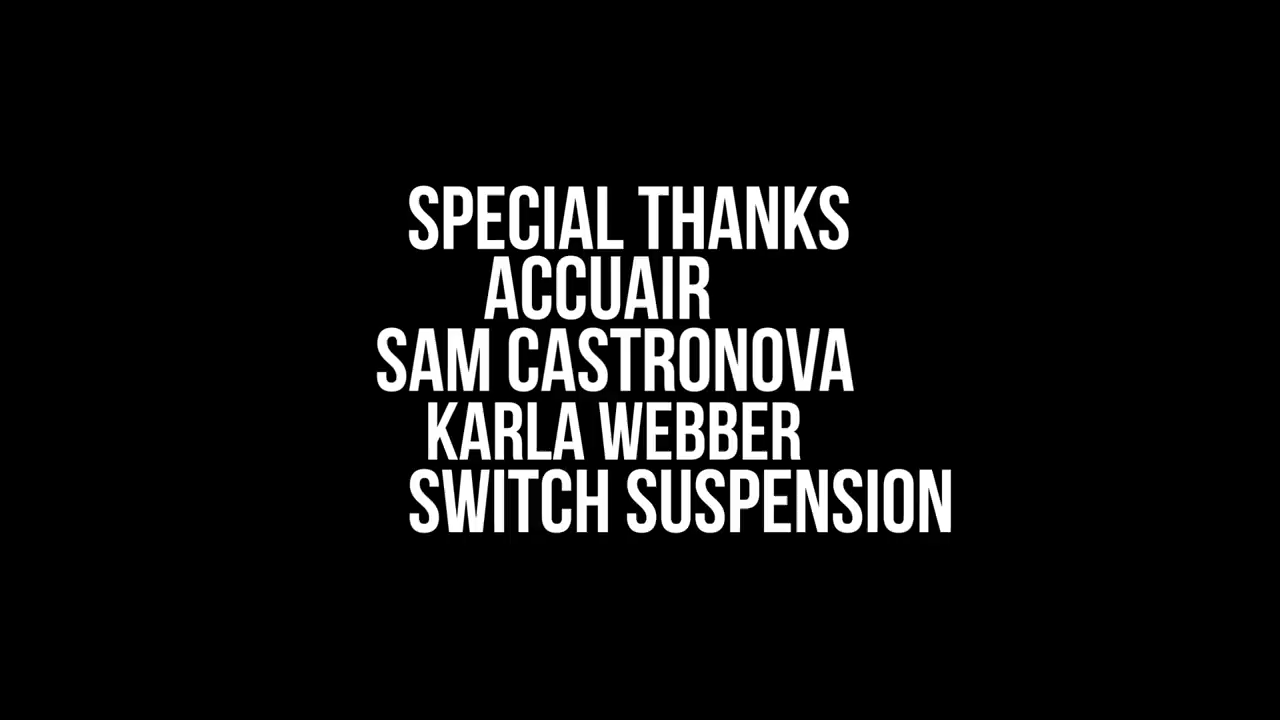 SPECIAL THANKS
ACCUAIR
SAM CASTRONOVA
KARLA WEBBER
SWITCH SUSPENSION